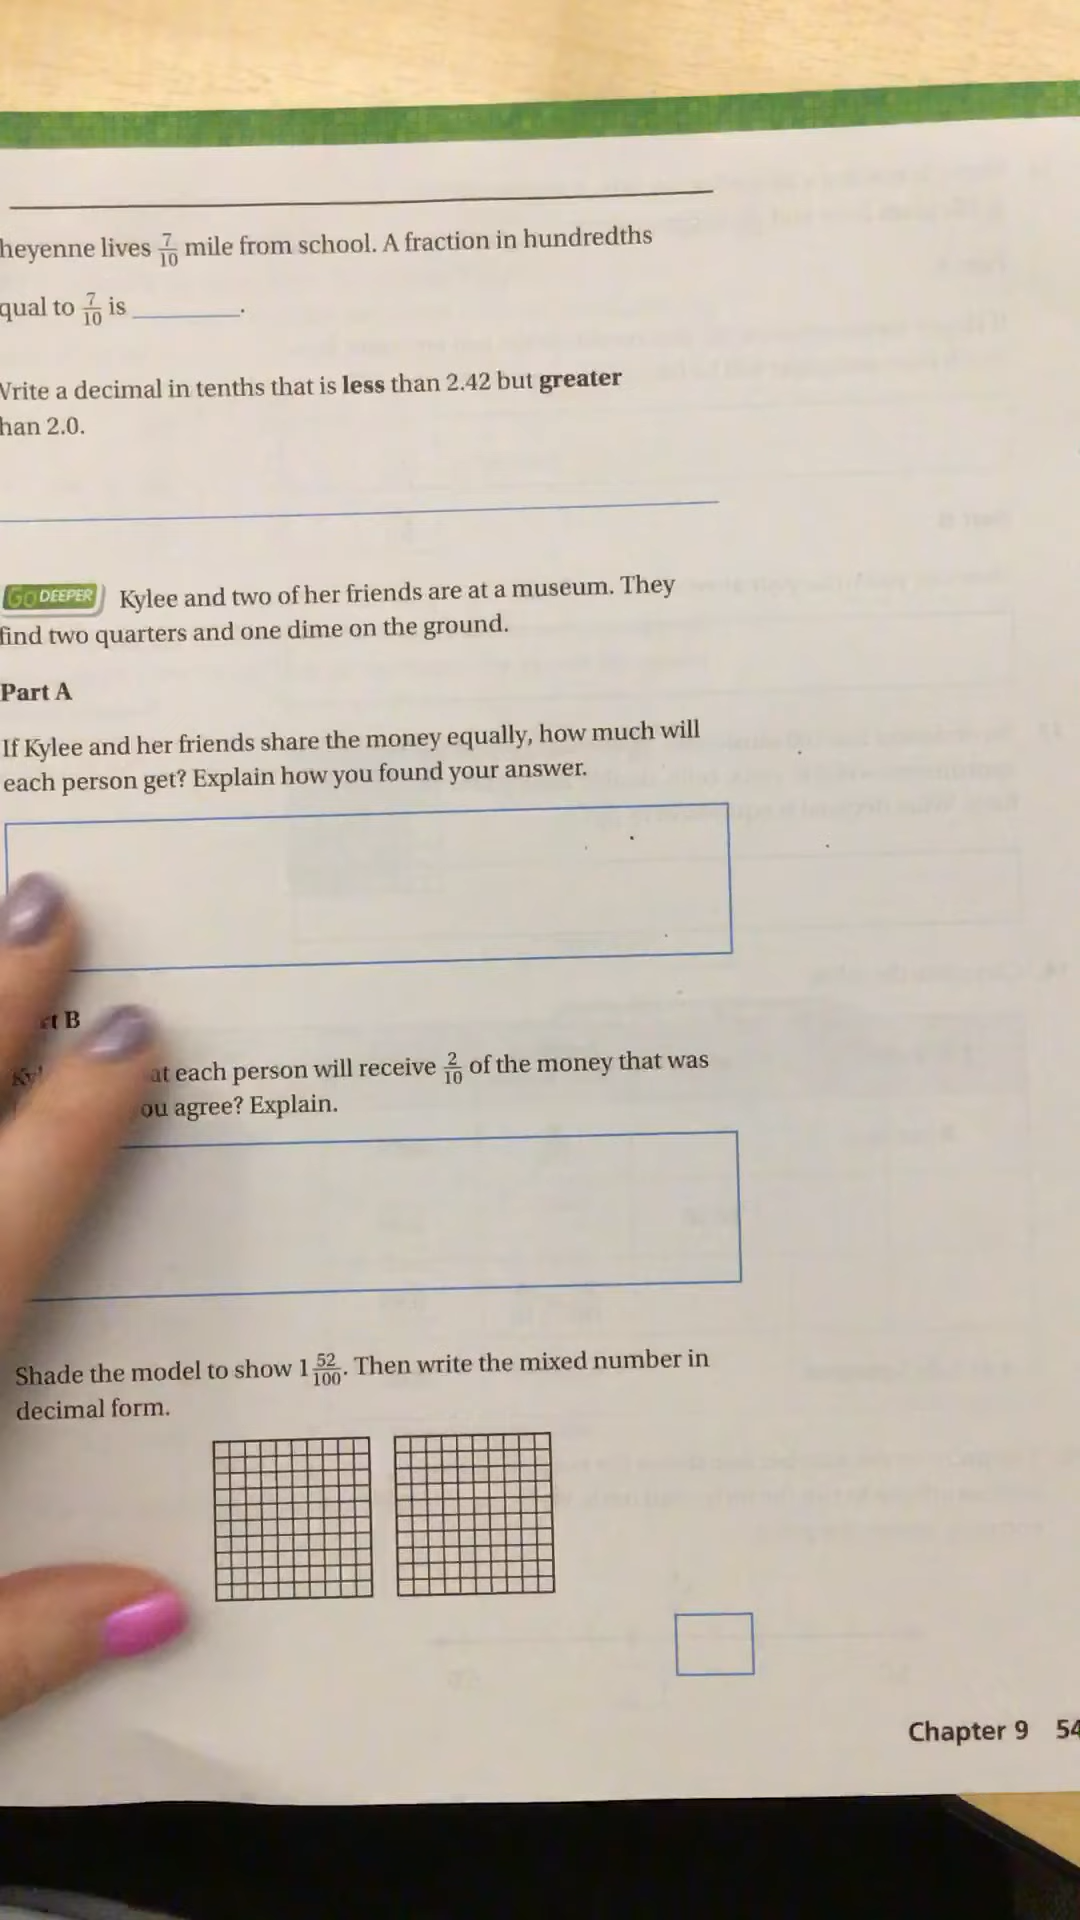 heyenne lives 7/10 mile from school. A fraction in hundredths
qual to 7/10 is ________.
Write a decimal in tenths that is less than 2.42 but greater
han 2.0.
Go DEEPER Kylee and two of her friends are at a museum. They
find two quarters and one dime on the ground.
Part A
If Kylee and her friends share the money equally, how much will
each person get? Explain how you found your answer.
rt B
Kyl at each person will receive 2/10 of the money that was
ou agree? Explain.
Shade the model to show 1 52/100. Then write the mixed number in
decimal form.
Chapter 9 54